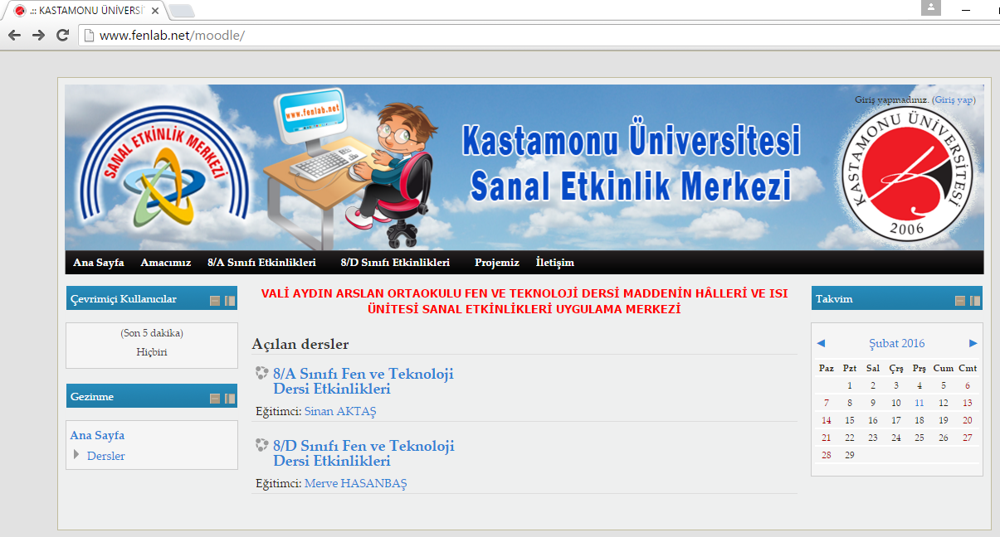 .:: KASTAMONU ÜNİVERSİT
www.fenlab.net/moodle/
Giriş yapmadınız. (Giriş yap)
SANAL ETKİNLİK MERKEZİ
www.fenlab.net
Kastamonu Üniversitesi
Sanal Etkinlik Merkezi
KASTAMONU ÜNİVERSİTESİ
2006
Ana Sayfa Amacımız 8/A Sınıfı Etkinlikleri 8/D Sınıfı Etkinlikleri Projemiz İletişim
Çevrimiçi Kullanıcılar
(Son 5 dakika)
Hiçbiri
Gezinme
Ana Sayfa
Dersler
VALİ AYDIN ARSLAN ORTAOKULU FEN VE TEKNOLOJİ DERSİ MADDENİN HÂLLERİ VE ISI
ÜNİTESİ SANAL ETKİNLİKLERİ UYGULAMA MERKEZİ
Açılan dersler
8/A Sınıfı Fen ve Teknoloji
Dersi Etkinlikleri
Eğitimci: Sinan AKTAŞ
8/D Sınıfı Fen ve Teknoloji
Dersi Etkinlikleri
Eğitimci: Merve HASANBAŞ
Takvim
◀ Şubat 2016 ▶
Paz Pzt Sal Çrş Prş Cum Cmt
1 2 3 4 5 6
7 8 9 10 11 12 13
14 15 16 17 18 19 20
21 22 23 24 25 26 27
28 29